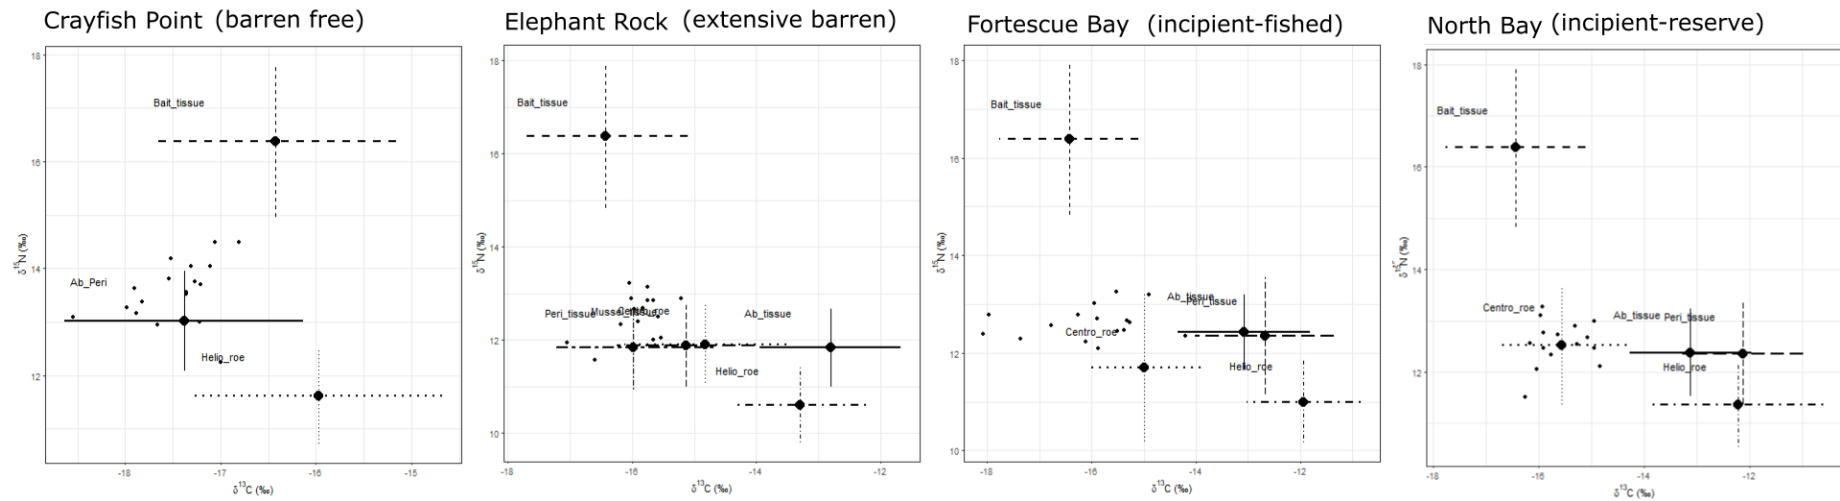 Crayfish Point (barren free)
18
16
14
12
δ15N (‰)
Bait_tissue
Ab_Peri
Helio_roe
-18
-17
-16
-15
δ13C (‰)
Elephant Rock (extensive barren)
18
16
14
12
10
δ15N (‰)
Bait_tissue
Peri_tissue
Ab_tissue
Helio_roe
-18
-16
-14
-12
δ13C (‰)
Fortescue Bay (incipient-fished)
18
16
14
12
10
δ15N (‰)
Bait_tissue
Ab_tissue
Peri_tissue
Centro_roe
Helio_roe
-18
-16
-14
-12
δ13C (‰)
North Bay (incipient-reserve)
18
16
14
12
δ15N (‰)
Bait_tissue
Centro_roe
Ab_tissue Peri_tissue
Helio_roe
-18
-16
-14
-12
δ13C (‰)